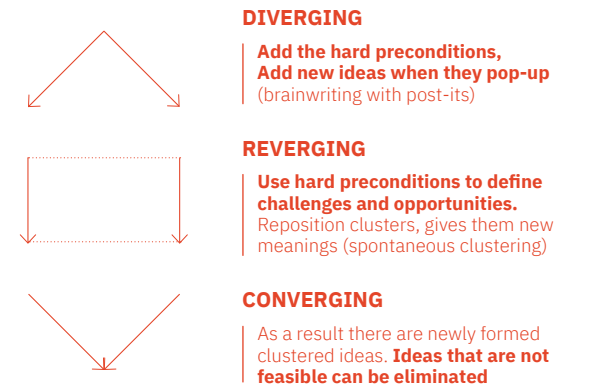 DIVERGING
Add the hard preconditions,
Add new ideas when they pop-up
(brainwriting with post-its)
REVERGING
Use hard preconditions to define
challenges and opportunities.
Reposition clusters, gives them new
meanings (spontaneous clustering)
CONVERGING
As a result there are newly formed
clustered ideas. Ideas that are not
feasible can be eliminated